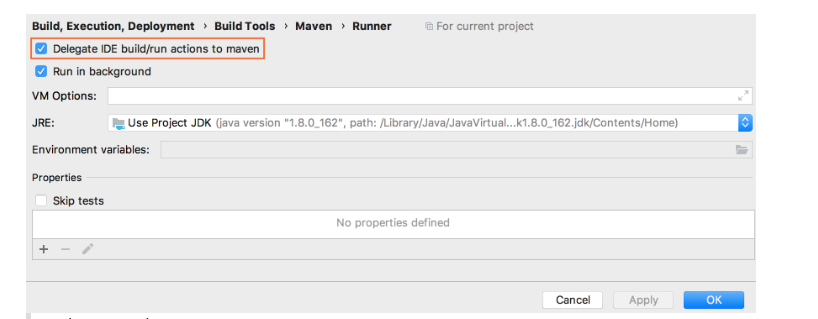 Build, Execution, Deployment › Build Tools › Maven › Runner For current project
Delegate IDE build/run actions to maven
Run in background
VM Options:
JRE: Use Project JDK (java version "1.8.0_162", path: /Library/Java/JavaVirtual...k1.8.0_162.jdk/Contents/Home)
Environment variables:
Properties
Skip tests
No properties defined
Cancel Apply OK